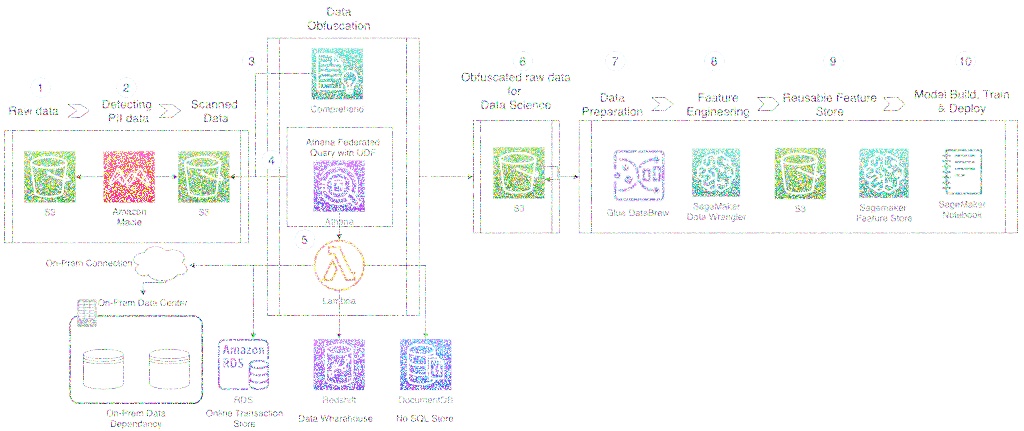 Data
Obfuscation
1
Raw data
2
Detecting
PII data
Scanned
Data
3
Comprehend
4
Athena Federated
Query with UDF
Athena
5
Lambda
S3
Amazon
Macie
S3
On-Prem Connection
On-Prem Data Center
On-Prem Data
Dependancy
Amazon
RDS
RDS
Online Transaction
Store
Redshift
Data Wharehouse
DocumentDB
No SQL Store
6
Obfuscated raw data
for
Data Science
S3
7
Data
Preparation
8
Feature
Engineering
9
Reusable Feature
Store
10
Model Build, Train
& Deploy
Glue DataBrew
SageMaker
Data Wrangler
S3
Sagemaker
Feature Store
SageMaker
Notebook